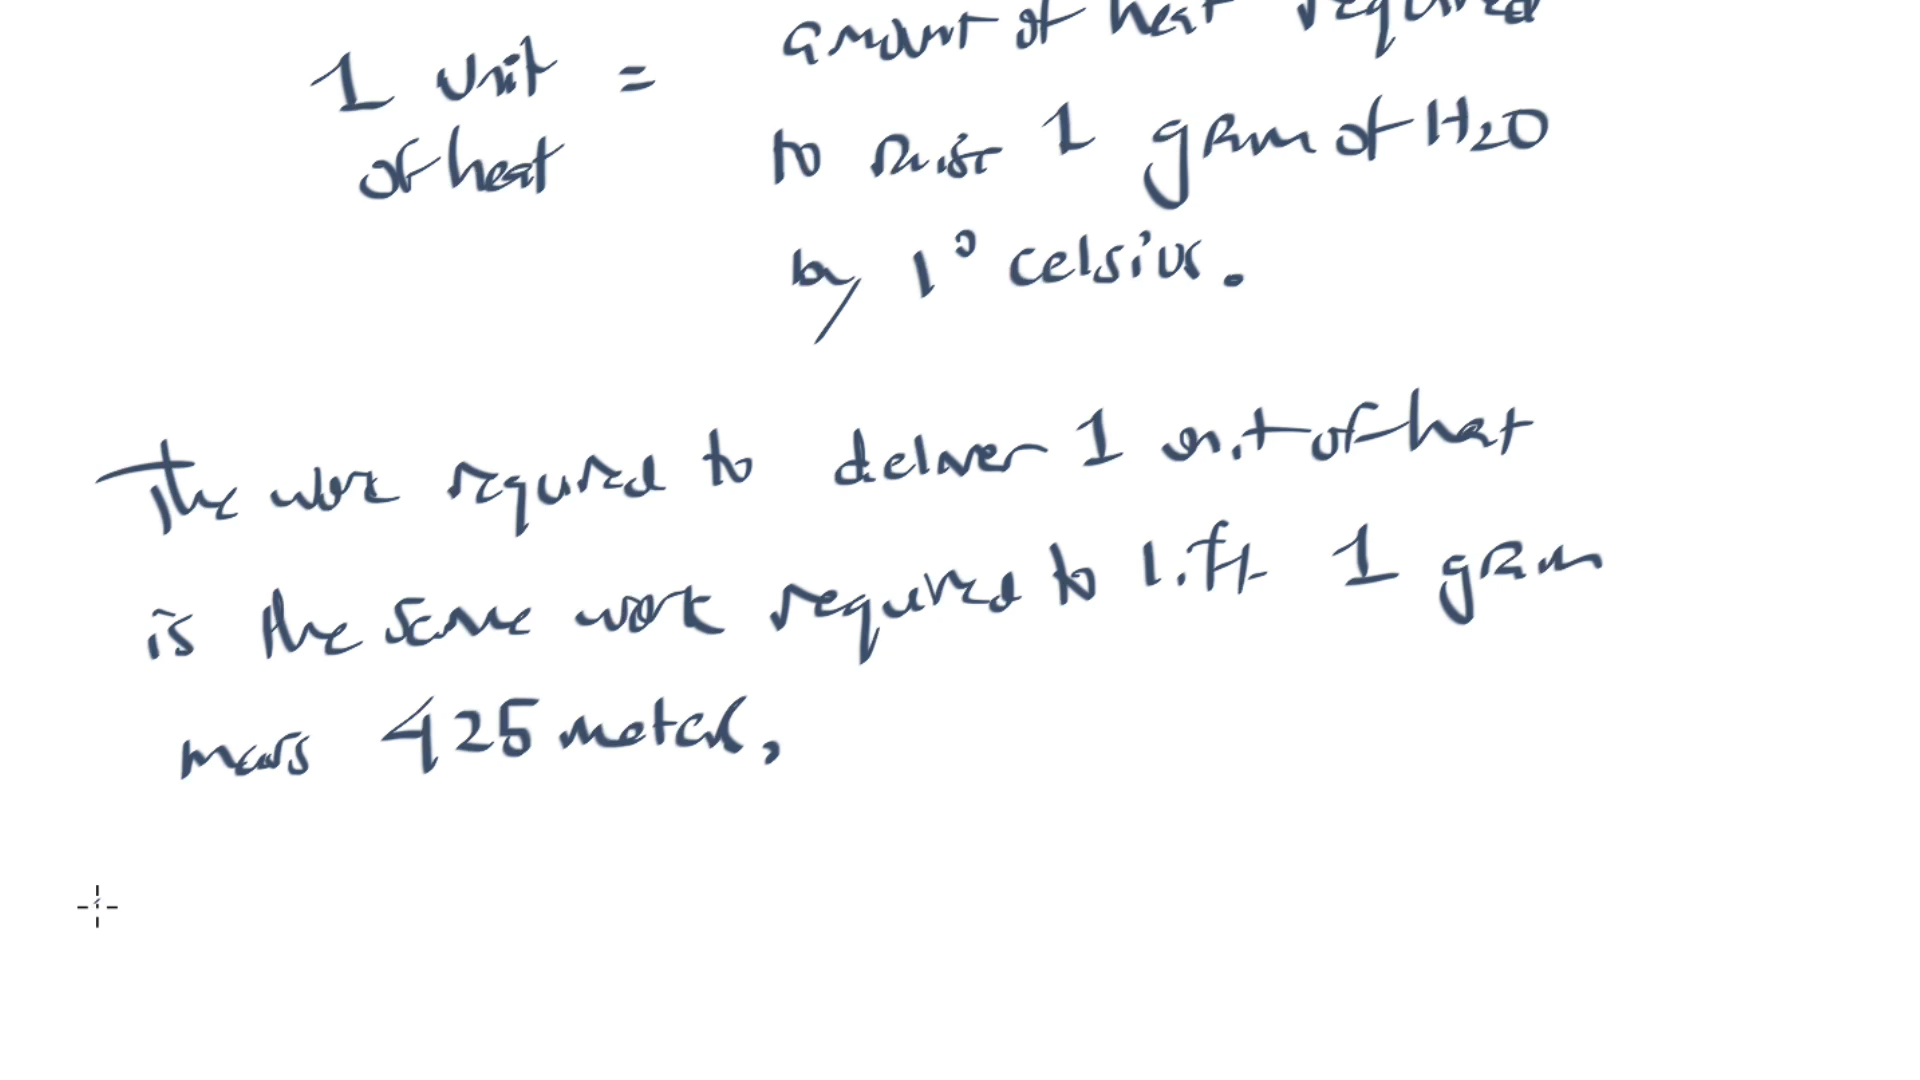 1 unit = amount of heat required
of heat to raise 1 gram of H2O
by 1° celsius.
The work required to deliver 1 unit of heat
is the same work required to lift 1 gram
mass 425 meters,